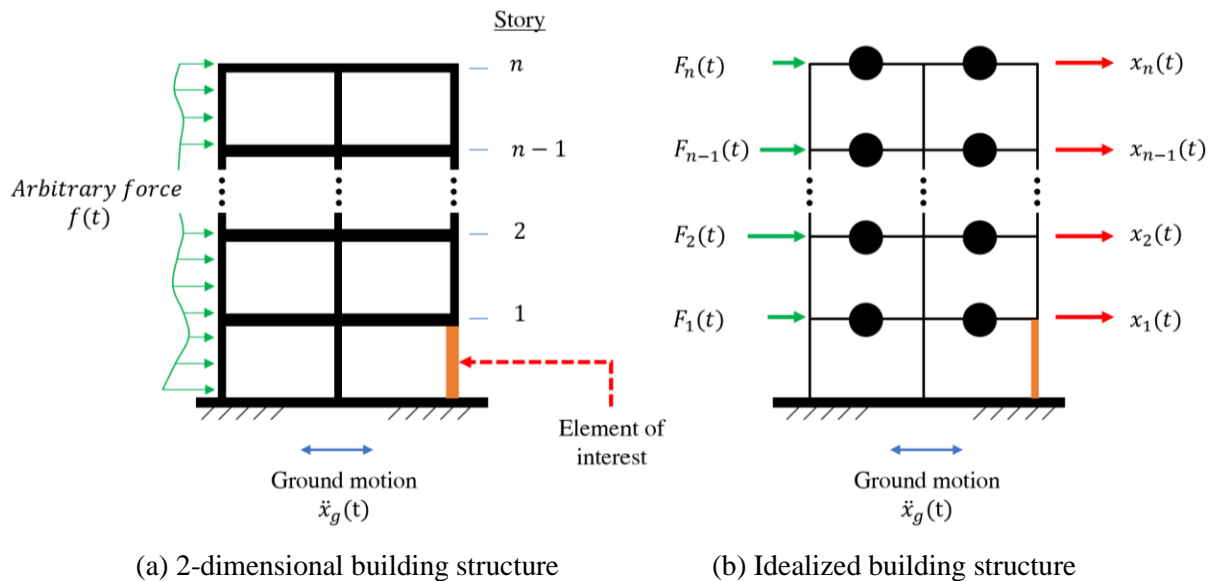 Story
n
n − 1
2
1
Arbitrary force
f(t)
Element of
interest
Ground motion
ẍ_g(t)
(a) 2-dimensional building structure
F_n(t)
x_n(t)
F_{n−1}(t)
x_{n−1}(t)
F_2(t)
x_2(t)
F_1(t)
x_1(t)
Ground motion
ẍ_g(t)
(b) Idealized building structure